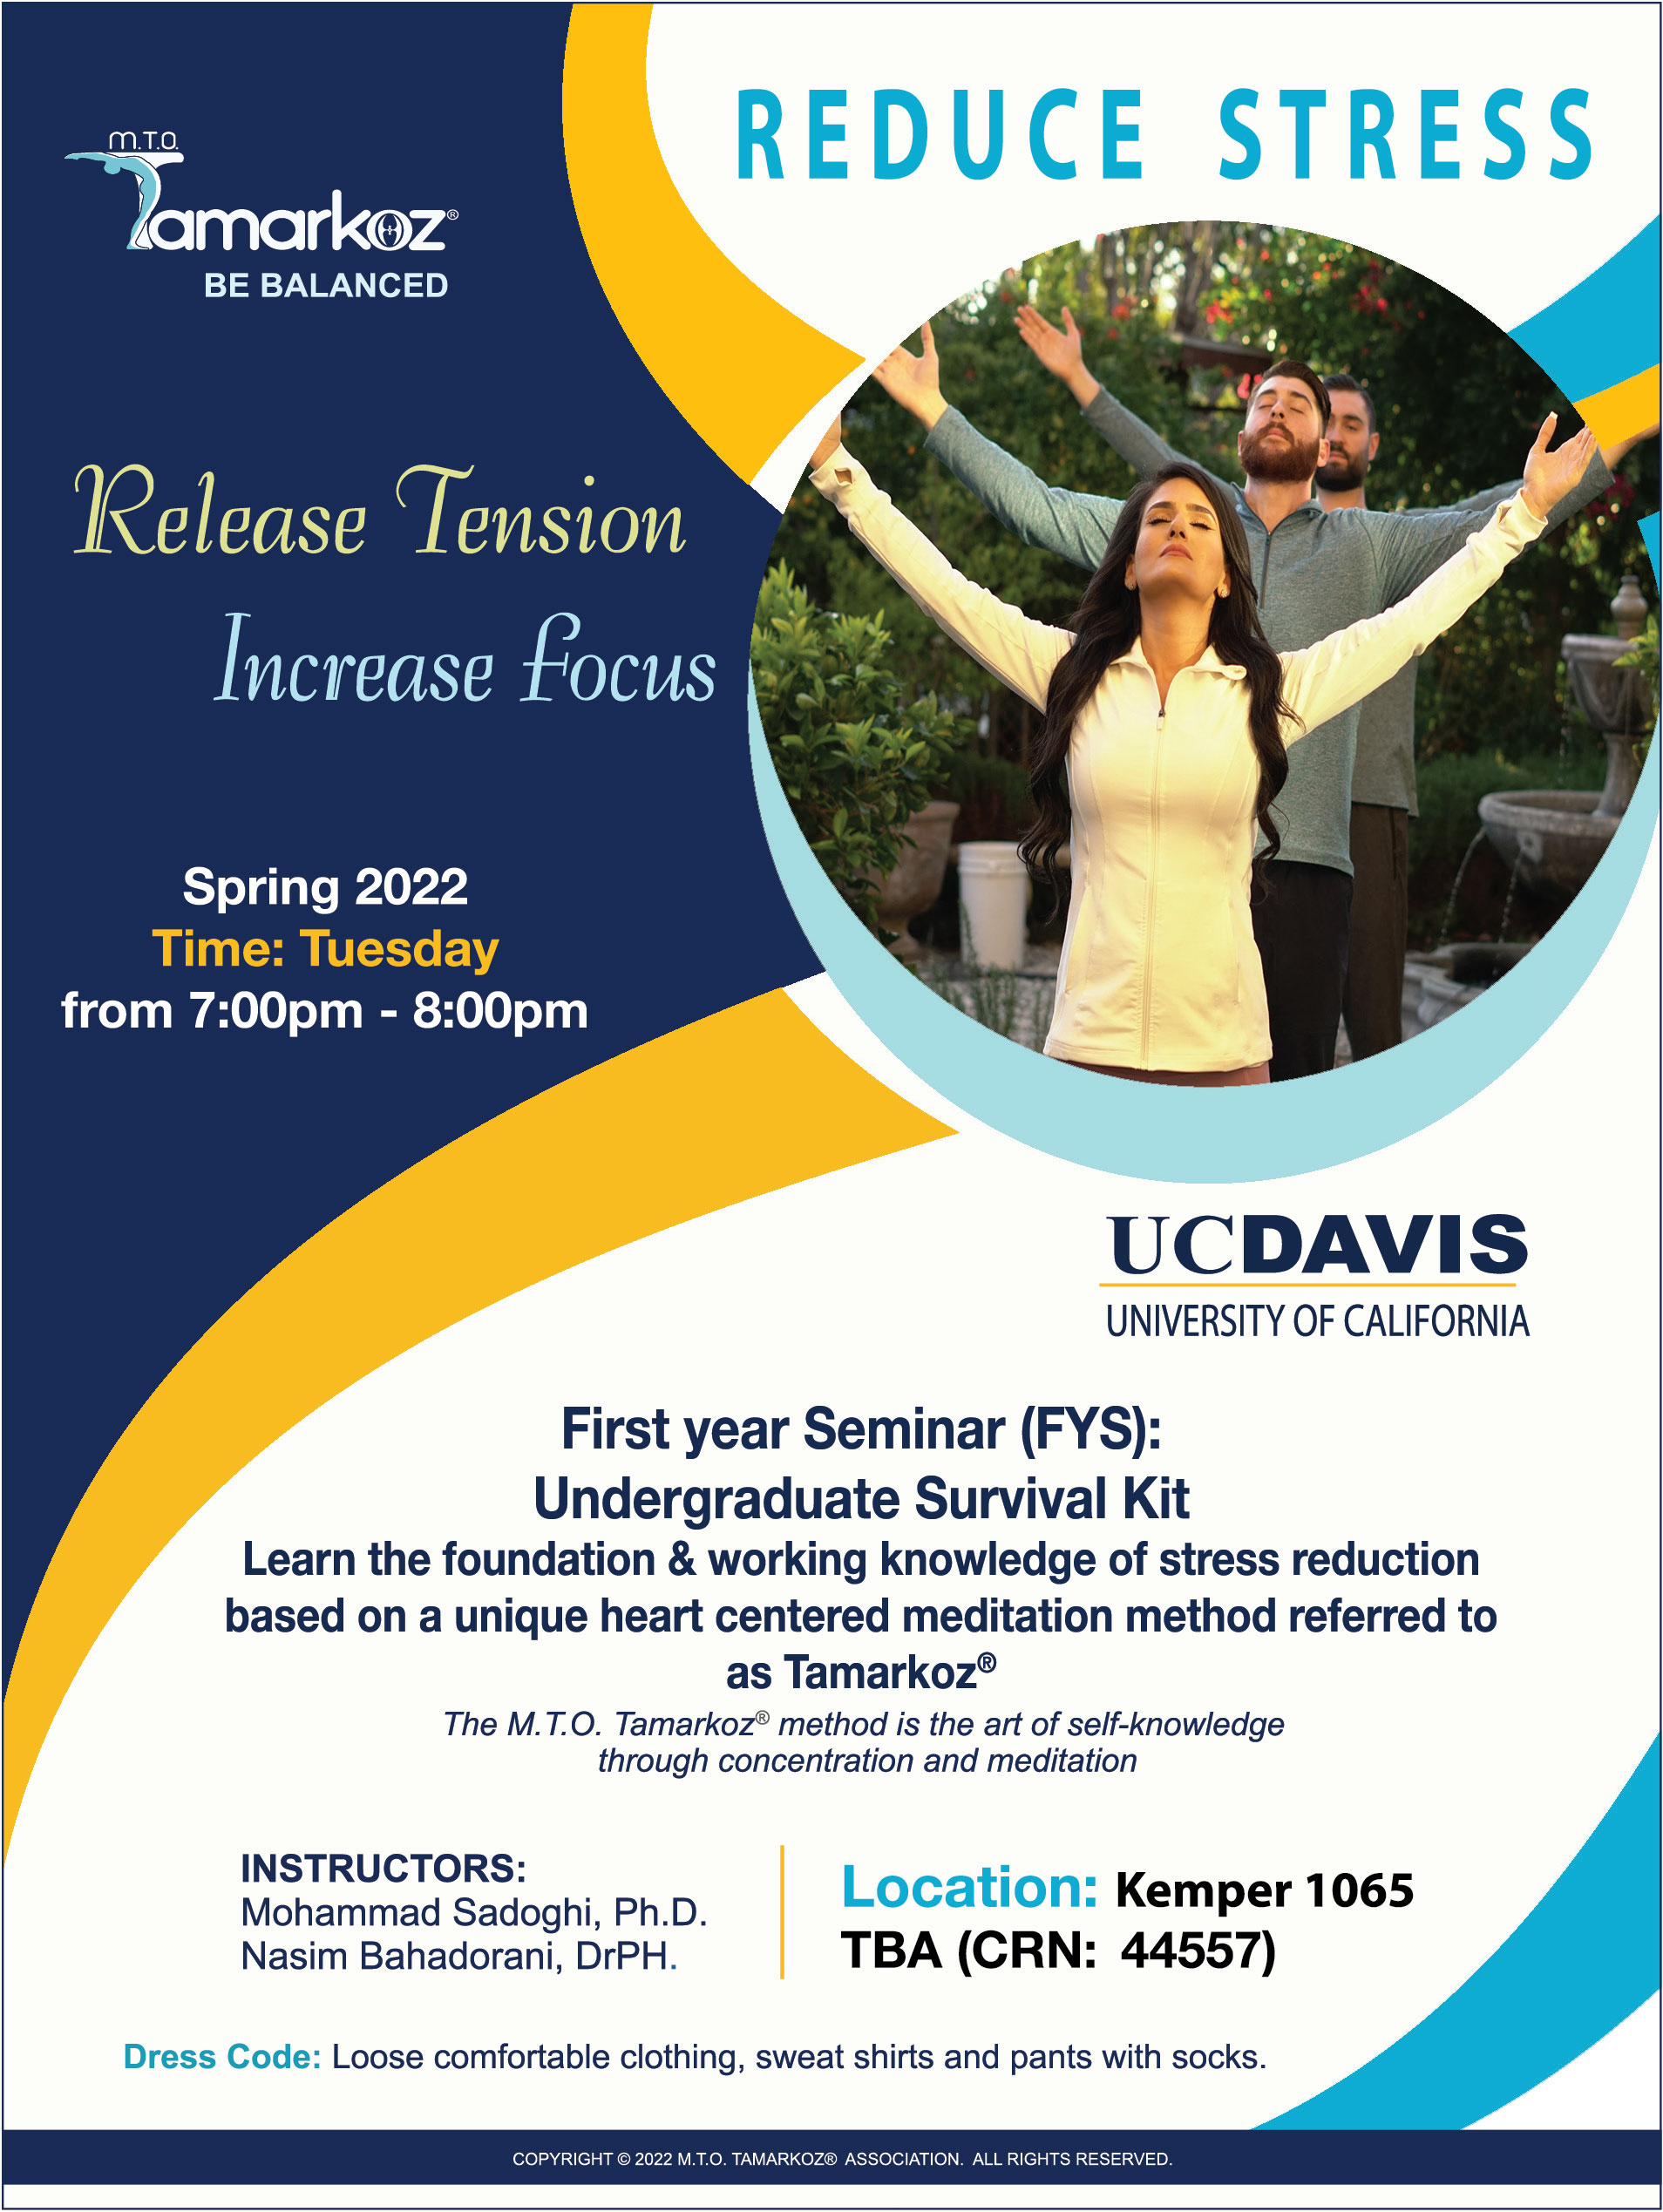 REDUCE STRESS
M.T.O.
Tamarkoz®
BE BALANCED
Release Tension
Increase Focus
Spring 2022
Time: Tuesday
from 7:00pm - 8:00pm
UCDAVIS
UNIVERSITY OF CALIFORNIA
First year Seminar (FYS):
Undergraduate Survival Kit
Learn the foundation & working knowledge of stress reduction
based on a unique heart centered meditation method referred to
as Tamarkoz®
The M.T.O. Tamarkoz® method is the art of self-knowledge
through concentration and meditation
INSTRUCTORS:
Mohammad Sadoghi, Ph.D.
Nasim Bahadorani, DrPH.
Location: Kemper 1065
TBA (CRN: 44557)
Dress Code: Loose comfortable clothing, sweat shirts and pants with socks.
COPYRIGHT © 2022 M.T.O. TAMARKOZ® ASSOCIATION. ALL RIGHTS RESERVED.